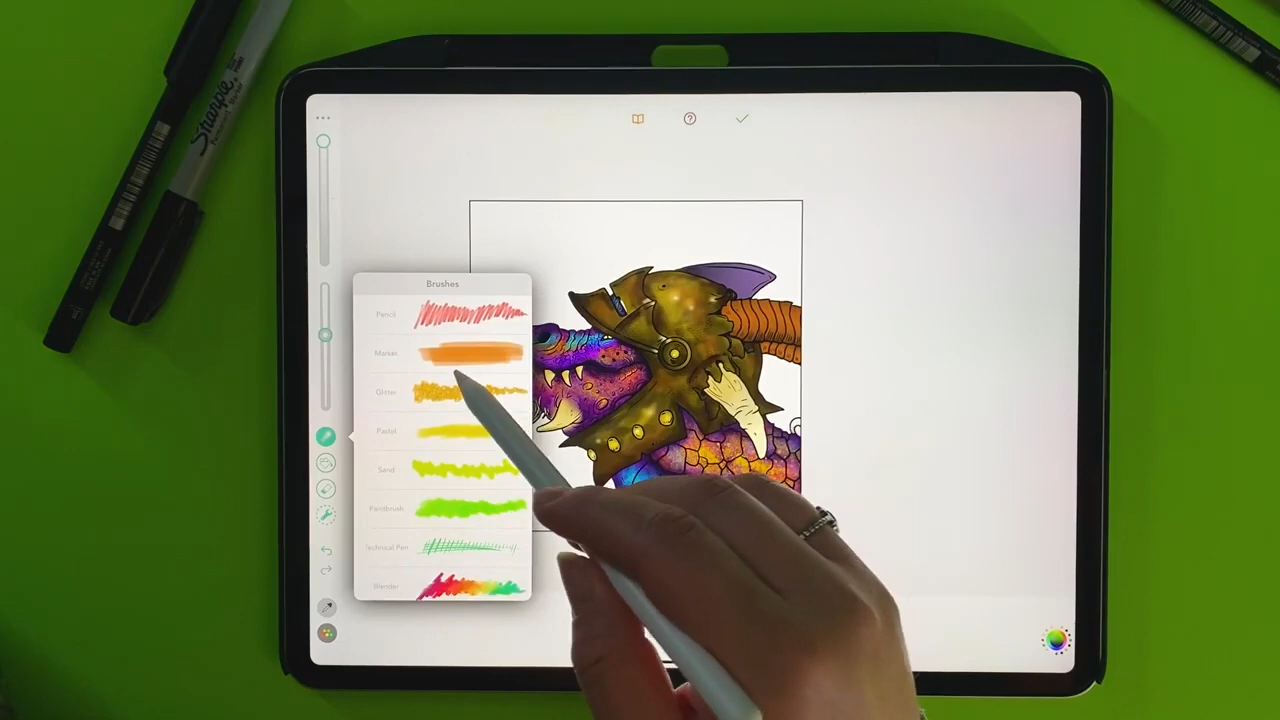 Sharpie
Brushes
Pencil
Marker
Glitter
Pastel
Sand
Paintbrush
Technical Pen
Blender